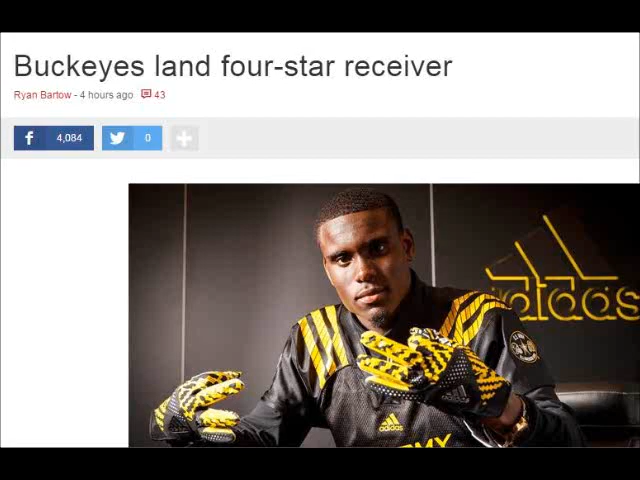 Buckeyes land four-star receiver
Ryan Bartow - 4 hours ago 43
f 4,084 0
adidas
adidas